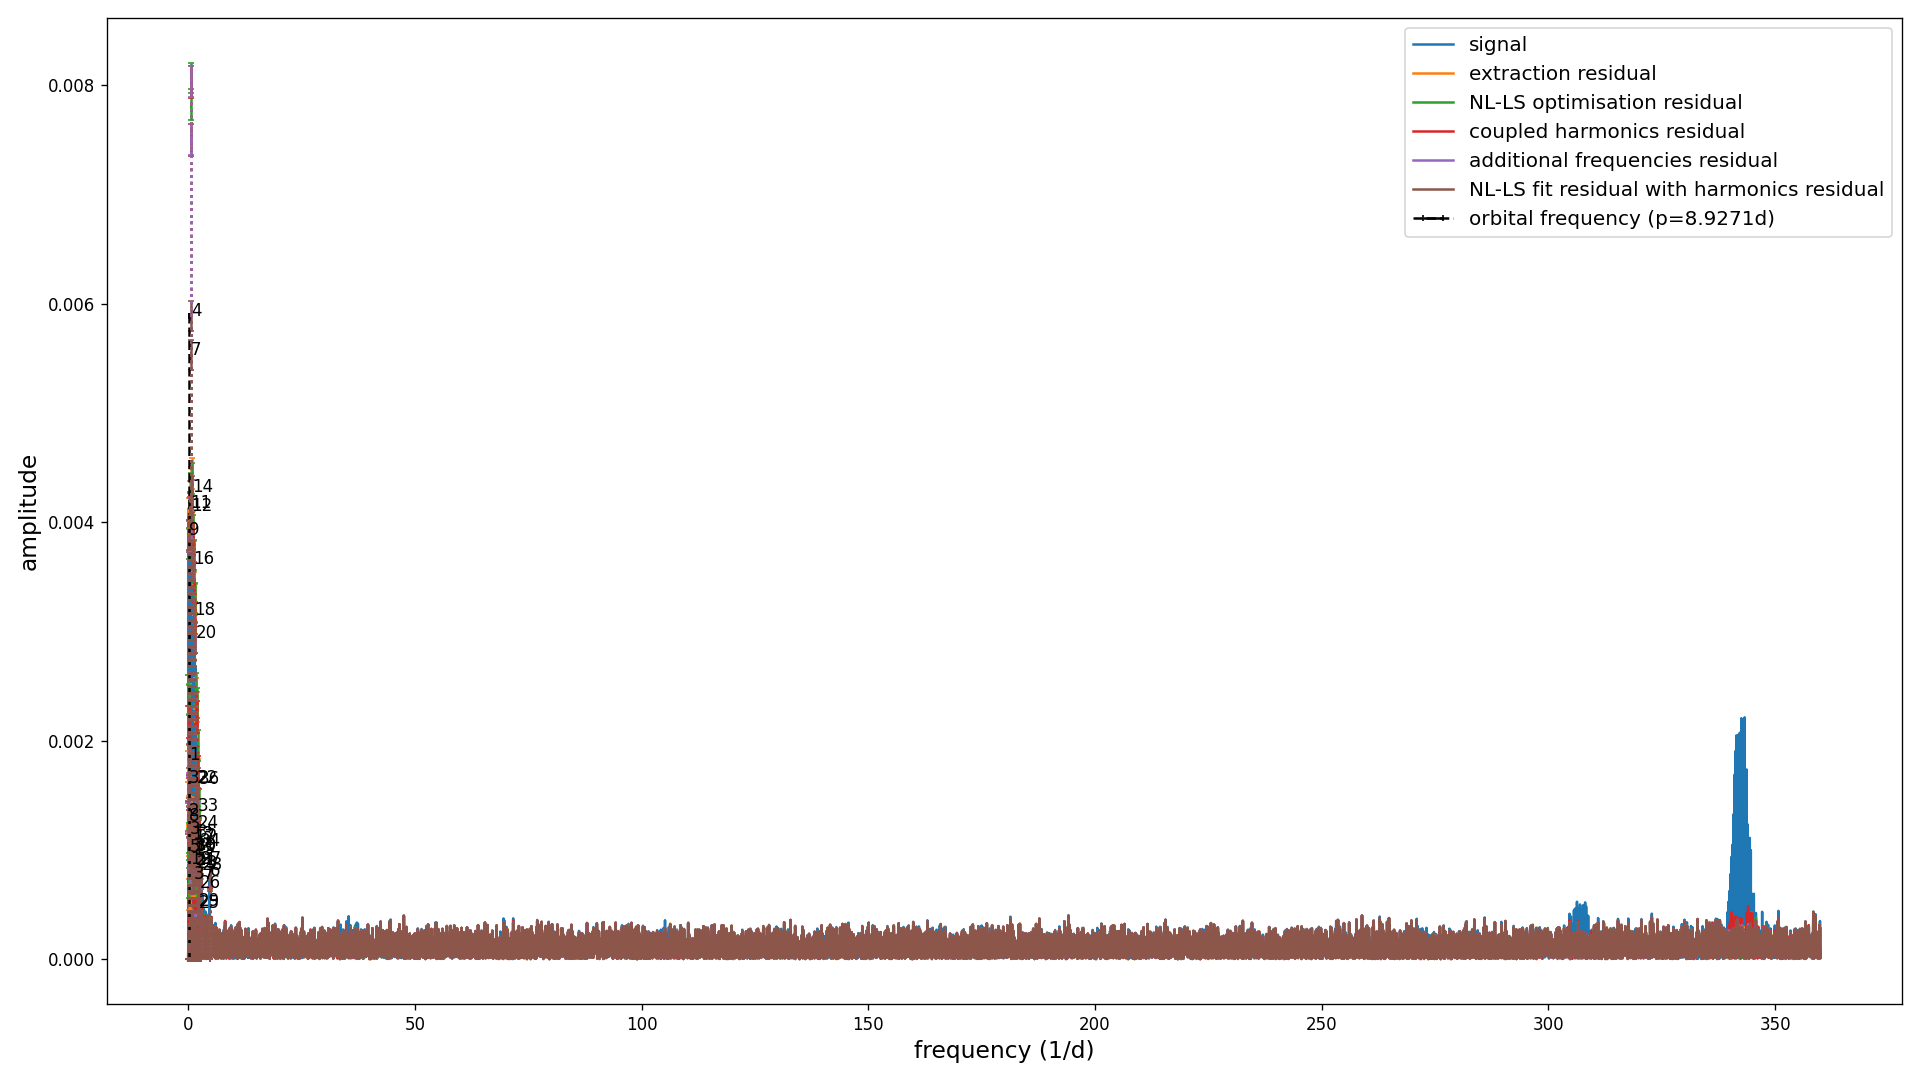 signal
extraction residual
NL-LS optimisation residual
coupled harmonics residual
additional frequencies residual
NL-LS fit residual with harmonics residual
orbital frequency (p=8.9271d)
0.008
0.006
0.004
0.002
0.000
amplitude
4
7
14
11
12
9
16
18
20
1
33
24
26
0
50
100
150
200
250
300
350
frequency (1/d)